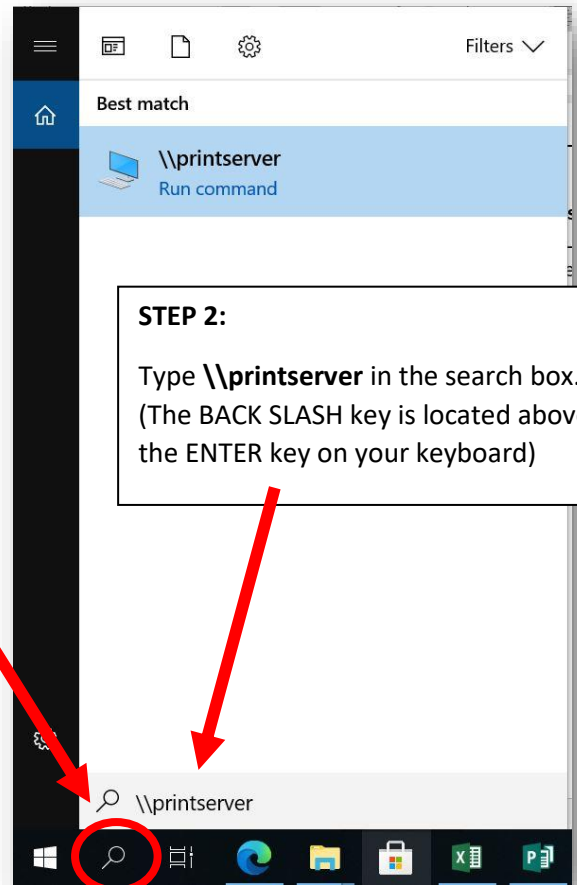 Filters
Best match
\\printserver
Run command
STEP 2:
Type \\printserver in the search box.
(The BACK SLASH key is located above
the ENTER key on your keyboard)
\\printserver